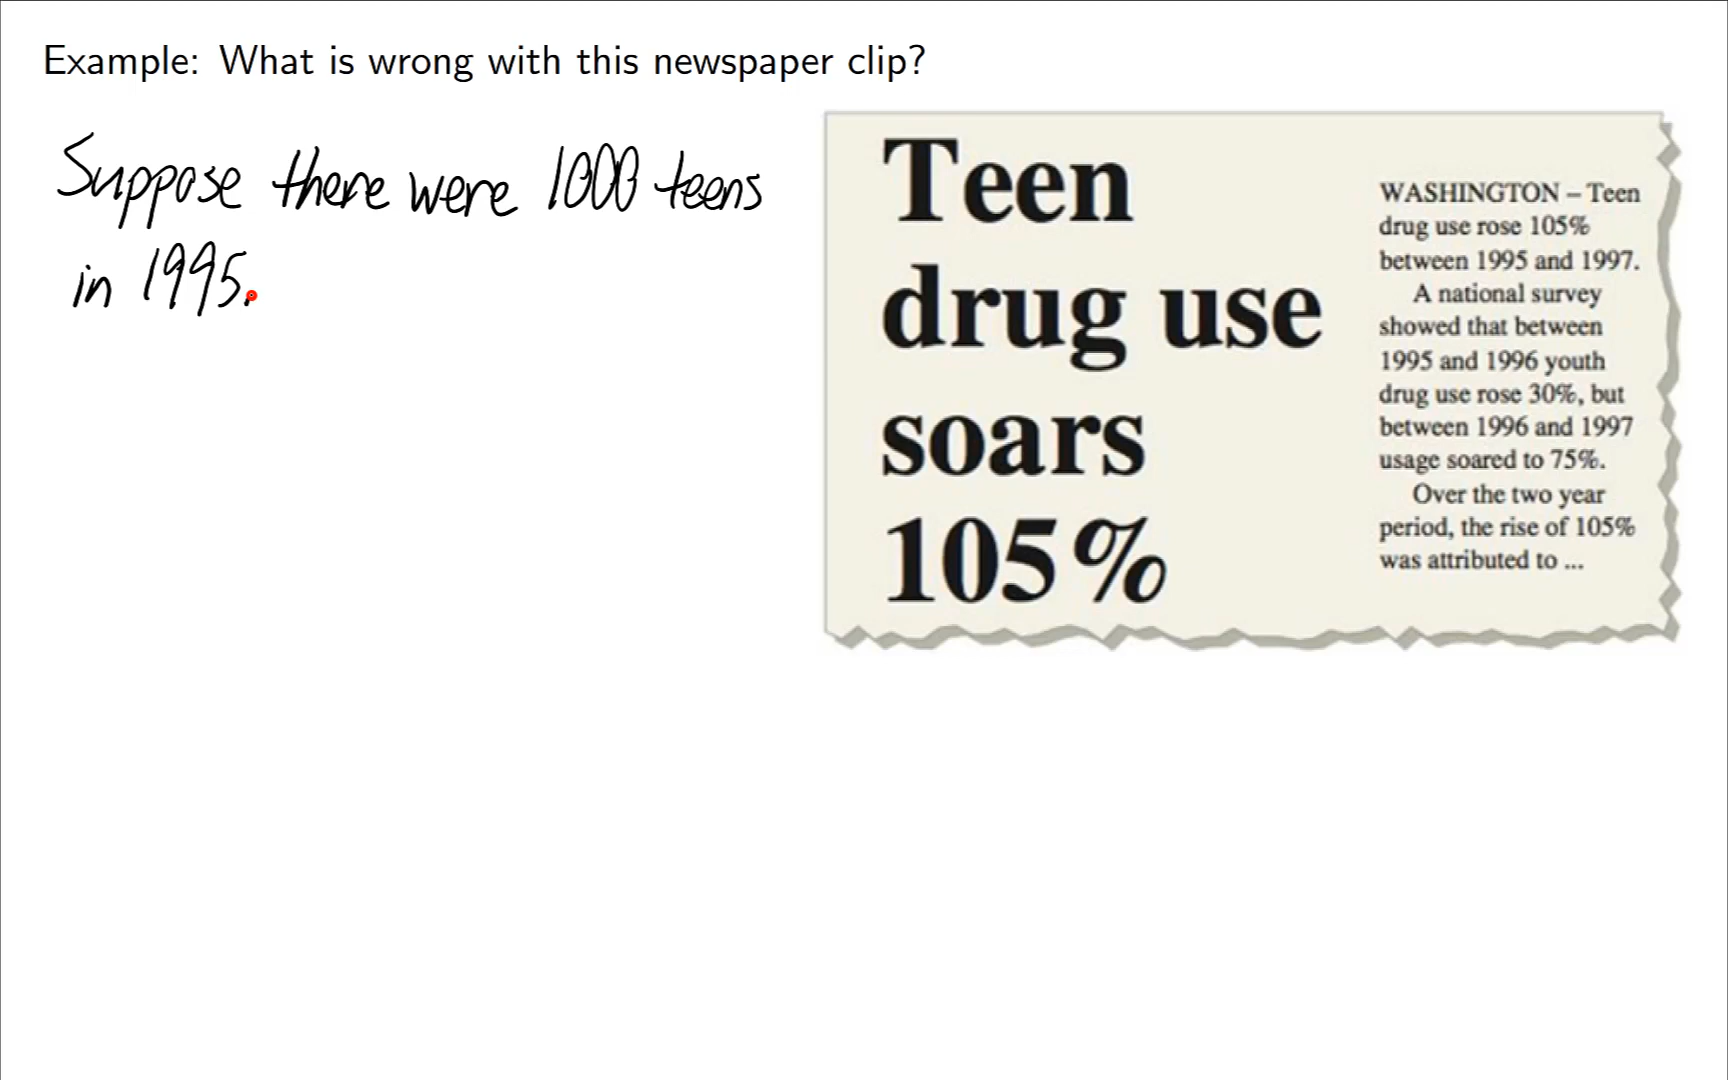 Example: What is wrong with this newspaper clip?
Suppose there were 1000 teens
in 1995.
Teen
drug use
soars
105%
WASHINGTON – Teen
drug use rose 105%
between 1995 and 1997.
A national survey
showed that between
1995 and 1996 youth
drug use rose 30%, but
between 1996 and 1997
usage soared to 75%.
Over the two year
period, the rise of 105%
was attributed to ...